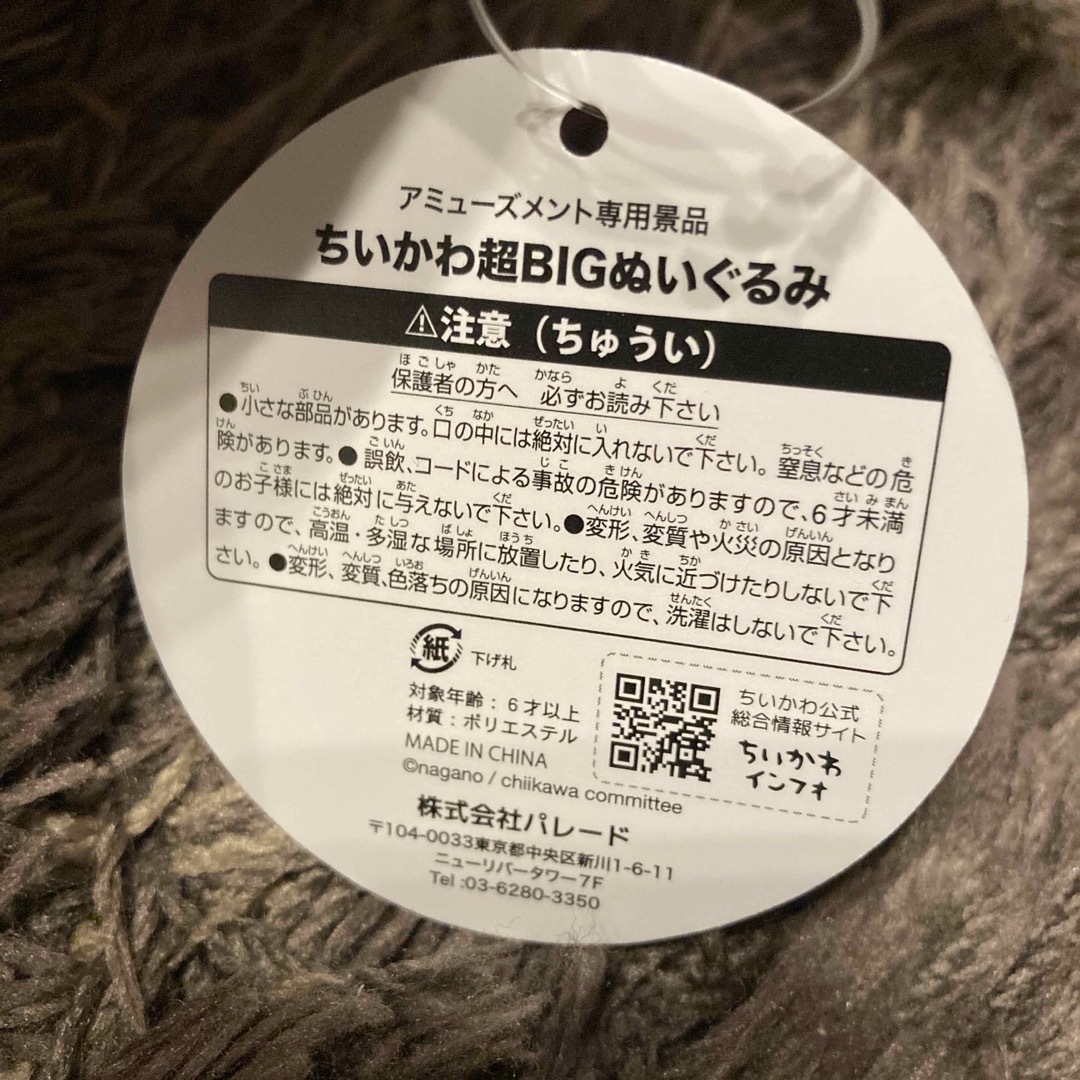 アミューズメント専用景品
ちいかわ超BIGぬいぐるみ
⚠注意（ちゅうい）
保護者の方へ　必ずお読み下さい
●小さな部品があります。口の中には絶対に入れないで下さい。窒息などの危
険があります。●誤飲、コードによる事故の危険がありますので、6才未満
のお子様には絶対に与えないで下さい。●変形、変質や火災の原因となり
ますので、高温・多湿な場所に放置したり、火気に近づけたりしないで下
さい。●変形、変質、色落ちの原因になりますので、洗濯はしないで下さい。
紙 下げ札
対象年齢：6才以上
材質：ポリエステル
MADE IN CHINA
©nagano / chiikawa committee
ちいかわ公式
総合情報サイト
ちいかわ
インフォ
株式会社パレード
〒104-0033東京都中央区新川1-6-11
ニューリバータワー7F
Tel :03-6280-3350